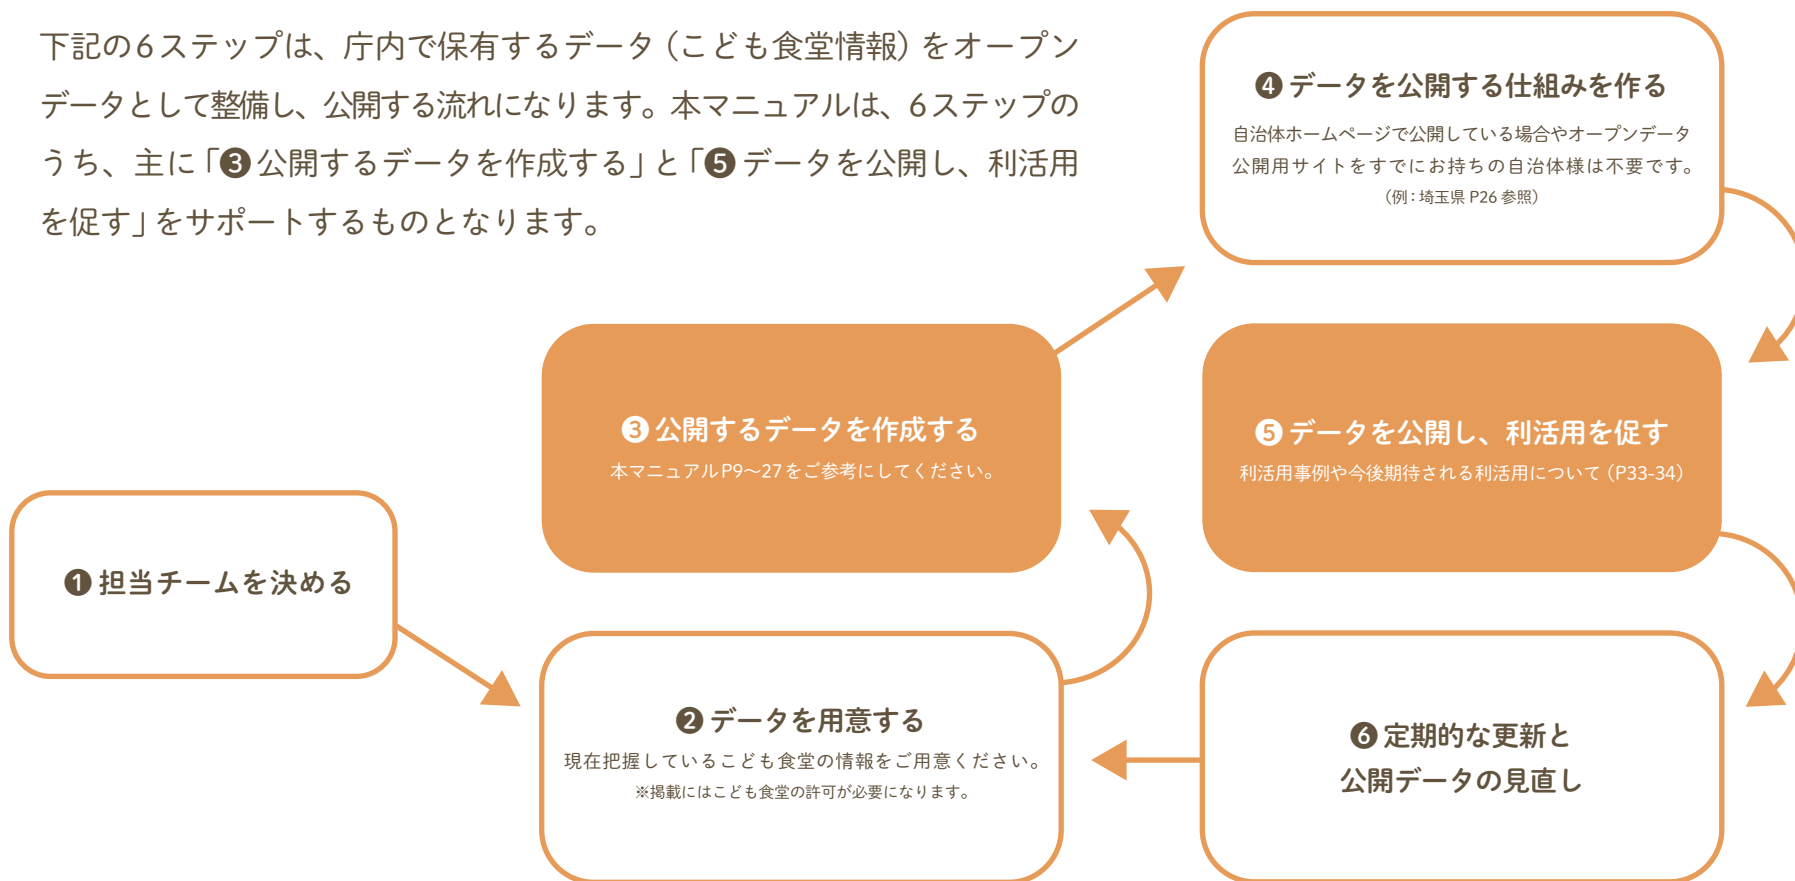 下記の6ステップは、庁内で保有するデータ（こども食堂情報）をオープン
データとして整備し、公開する流れになります。本マニュアルは、6ステップの
うち、主に「❸公開するデータを作成する」と「❺データを公開し、利活用
を促す」をサポートするものとなります。
❶担当チームを決める
❷データを用意する
現在把握しているこども食堂の情報をご用意ください。
※掲載にはこども食堂の許可が必要になります。
❸公開するデータを作成する
本マニュアルP9〜27をご参考にしてください。
❹データを公開する仕組みを作る
自治体ホームページで公開している場合やオープンデータ
公開用サイトをすでにお持ちの自治体様は不要です。
（例：埼玉県 P26 参照）
❺データを公開し、利活用を促す
利活用事例や今後期待される利活用について（P33-34）
❻定期的な更新と
公開データの見直し